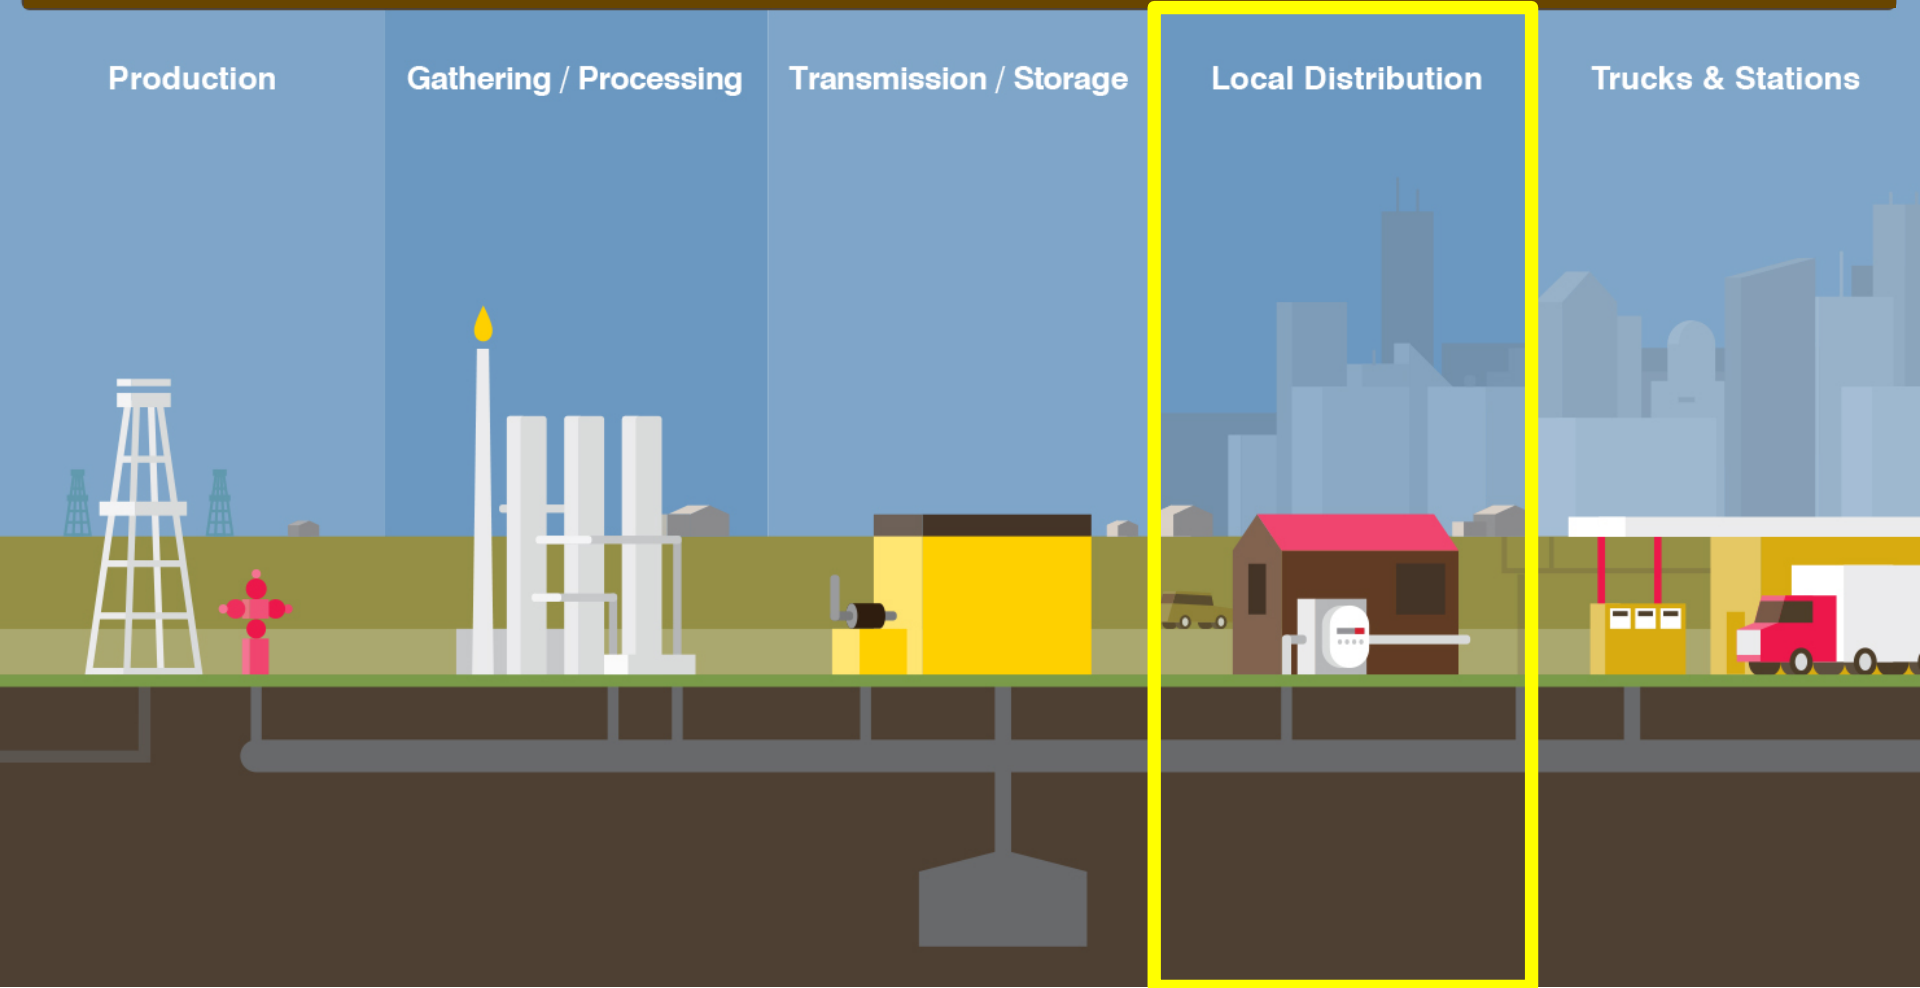 Production
Gathering / Processing
Transmission / Storage
Local Distribution
Trucks & Stations